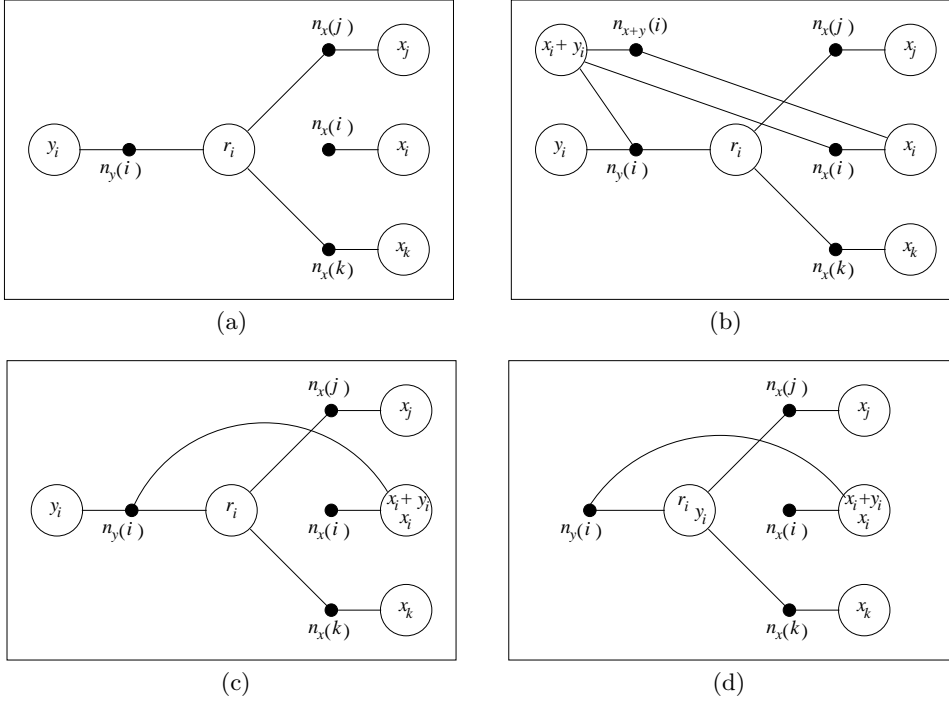 n_x(j)
x_j
n_x(i)
y_i
r_i
x_i
n_y(i)
x_k
n_x(k)
(a)
n_{x+y}(i)
n_x(j)
x_i + y_i
x_j
y_i
r_i
x_i
n_y(i)
n_x(i)
x_k
n_x(k)
(b)
n_x(j)
x_j
x_i + y_i
y_i
r_i
x_i
n_y(i)
n_x(i)
x_k
n_x(k)
(c)
n_x(j)
x_j
x_i + y_i
r_i y_i
x_i
n_y(i)
n_x(i)
x_k
n_x(k)
(d)